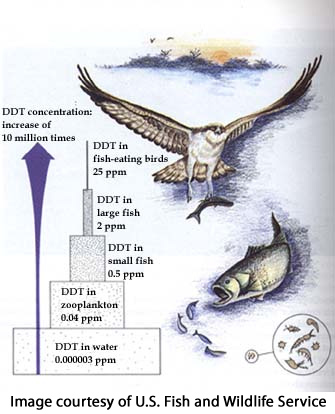 DDT concentration:
increase of
10 million times
DDT in
fish-eating birds
25 ppm
DDT in
large fish
2 ppm
DDT in
small fish
0.5 ppm
DDT in
zooplankton
0.04 ppm
DDT in water
0.000003 ppm
Image courtesy of U.S. Fish and Wildlife Service